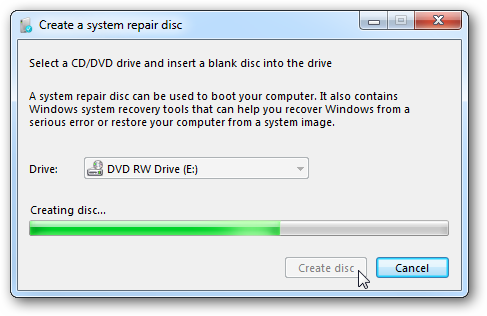 Create a system repair disc
Select a CD/DVD drive and insert a blank disc into the drive
A system repair disc can be used to boot your computer. It also contains
Windows system recovery tools that can help you recover Windows from a
serious error or restore your computer from a system image.
Drive: DVD RW Drive (E:)
Creating disc...
Create disc Cancel